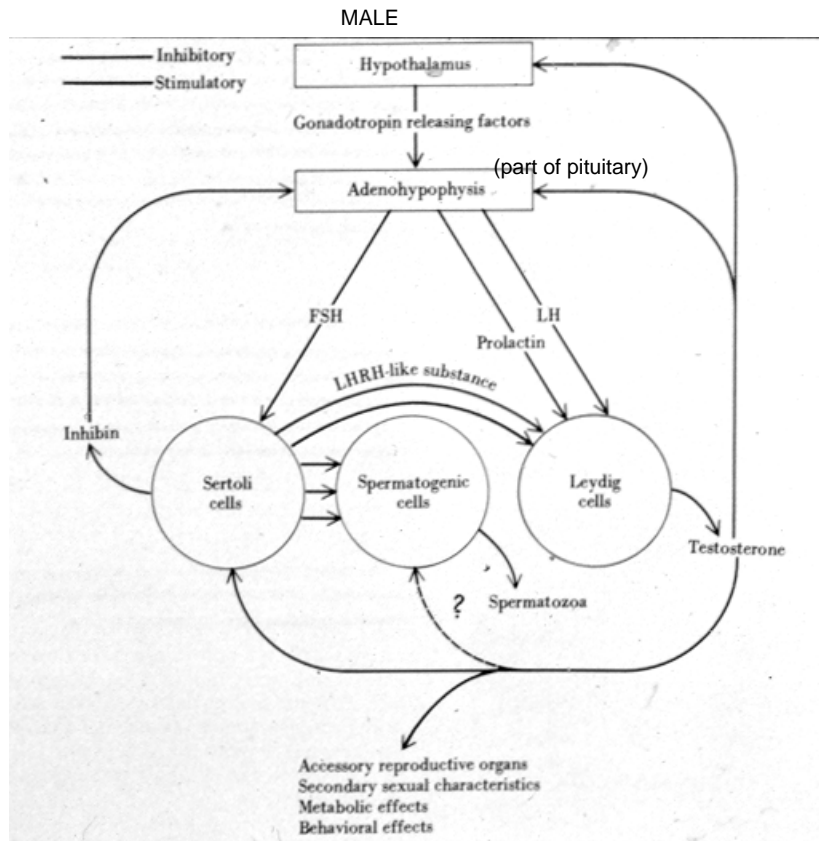 MALE
Inhibitory
Stimulatory
Hypothalamus
Gonadotropin releasing factors
(part of pituitary)
Adenohypophysis
FSH
LH
Prolactin
LHRH-like substance
Inhibin
Sertoli
cells
Spermatogenic
cells
Leydig
cells
Testosterone
?
Spermatozoa
Accessory reproductive organs
Secondary sexual characteristics
Metabolic effects
Behavioral effects